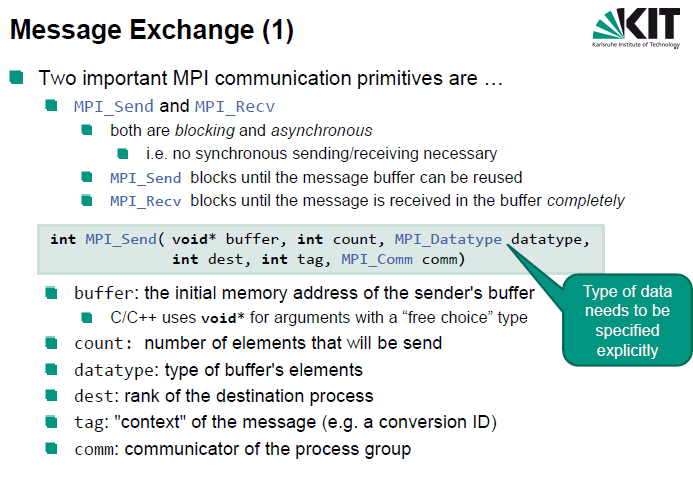 Message Exchange (1)
KIT
Karlsruhe Institute of Technology
Two important MPI communication primitives are …
MPI_Send and MPI_Recv
both are blocking and asynchronous
i.e. no synchronous sending/receiving necessary
MPI_Send blocks until the message buffer can be reused
MPI_Recv blocks until the message is received in the buffer completely
int MPI_Send( void* buffer, int count, MPI_Datatype datatype,
int dest, int tag, MPI_Comm comm)
Type of data
needs to be
specified
explicitly
buffer: the initial memory address of the sender's buffer
C/C++ uses void* for arguments with a “free choice” type
count: number of elements that will be send
datatype: type of buffer's elements
dest: rank of the destination process
tag: "context" of the message (e.g. a conversion ID)
comm: communicator of the process group